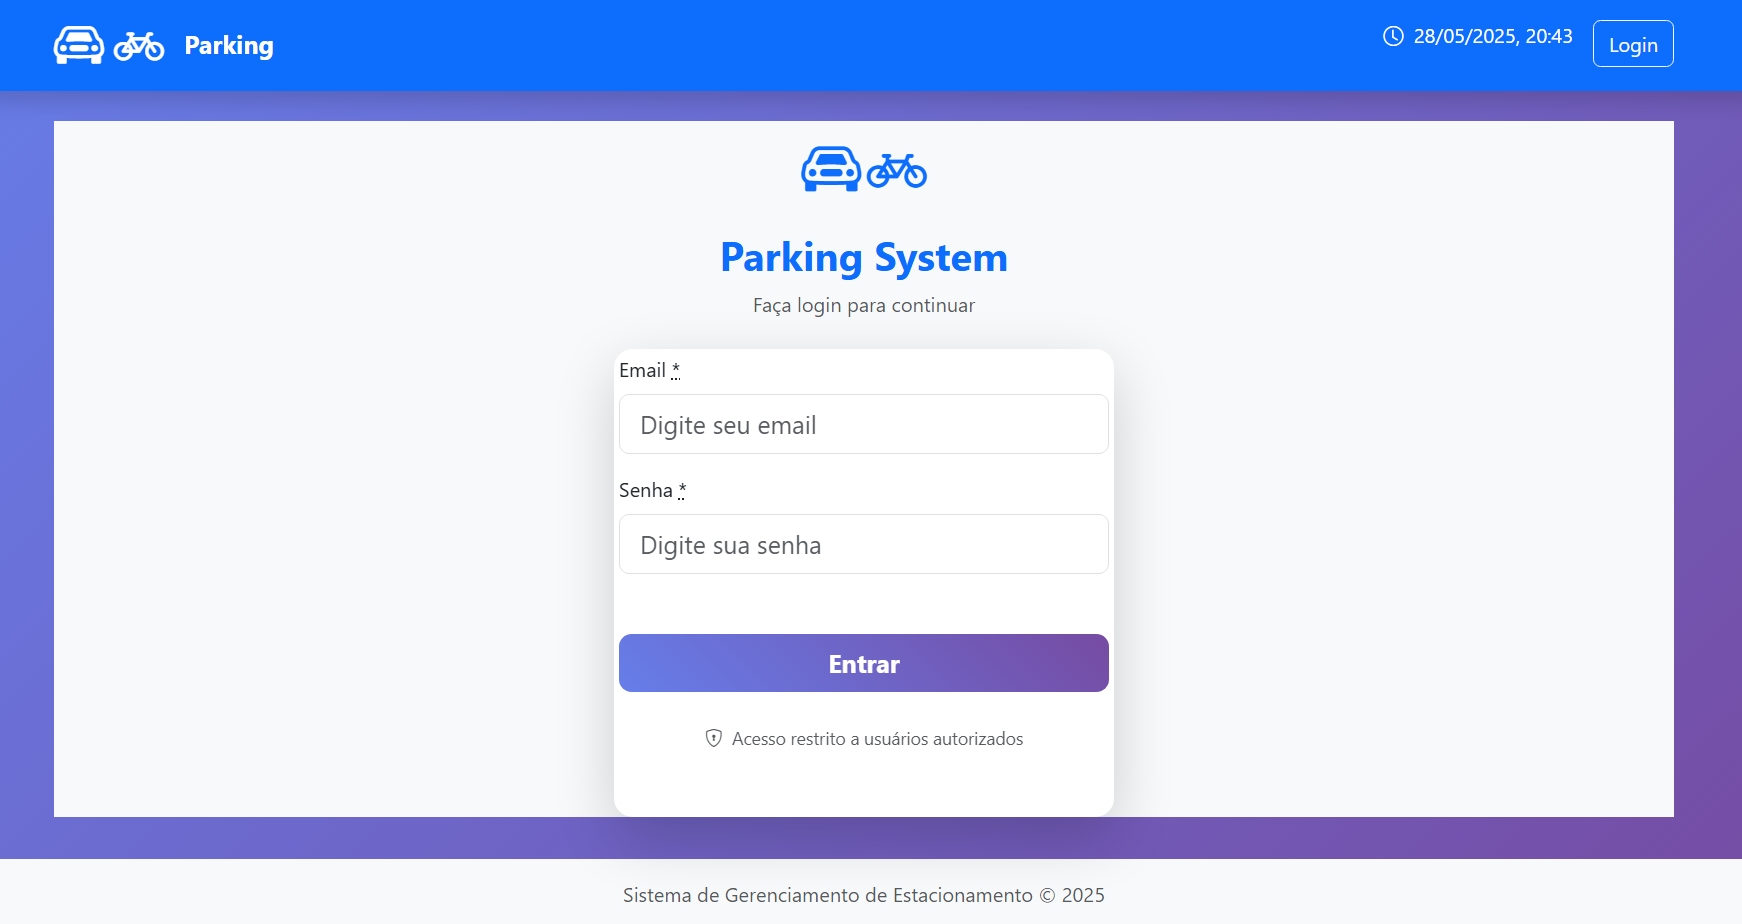 Parking
28/05/2025, 20:43
Login
Parking System
Faça login para continuar
Email *
Digite seu email
Senha *
Digite sua senha
Entrar
Acesso restrito a usuários autorizados
Sistema de Gerenciamento de Estacionamento © 2025